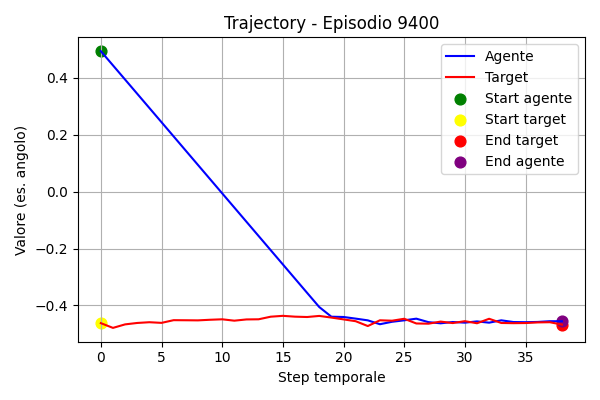 Trajectory - Episodio 9400
Agente
Target
Start agente
Start target
End target
End agente
Valore (es. angolo)
0.4
0.2
0.0
−0.2
−0.4
0 5 10 15 20 25 30 35
Step temporale